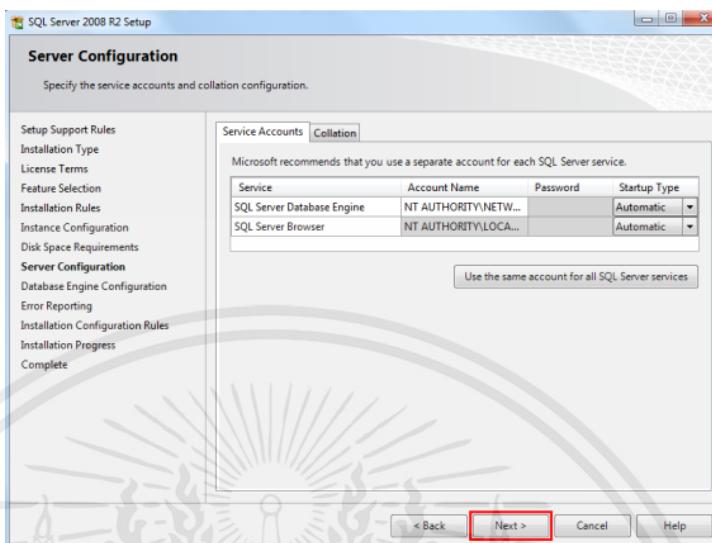 SQL Server 2008 R2 Setup
Server Configuration
Specify the service accounts and collation configuration.
Setup Support Rules
Installation Type
License Terms
Feature Selection
Installation Rules
Instance Configuration
Disk Space Requirements
Server Configuration
Database Engine Configuration
Error Reporting
Installation Configuration Rules
Installation Progress
Complete
Service Accounts Collation
Microsoft recommends that you use a separate account for each SQL Server service.
Service Account Name Password Startup Type
SQL Server Database Engine NT AUTHORITY\NETW... Automatic
SQL Server Browser NT AUTHORITY\LOCA... Automatic
Use the same account for all SQL Server services
< Back Next > Cancel Help